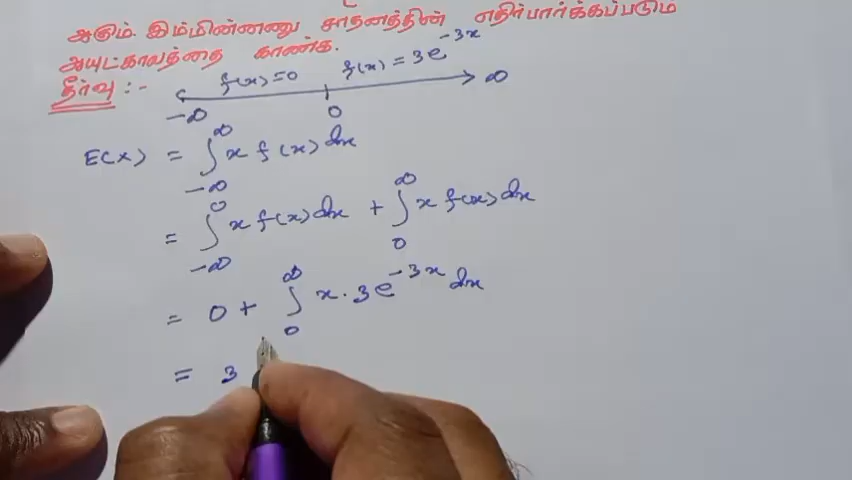 ஆகும். இம்மின்னணு சாதனத்தின் எதிர்பார்க்கப்படும்
ஆயுட்காலத்தை காண்க.
தீர்வு :-
f(x)=0 f(x) = 3e^{-3x}
-∞ 0 ∞
E(X) = ∫_{-∞}^{∞} x f(x) dx
= ∫_{-∞}^{0} x f(x) dx + ∫_{0}^{∞} x f(x) dx
= 0 + ∫_{0}^{∞} x · 3e^{-3x} dx
= 3